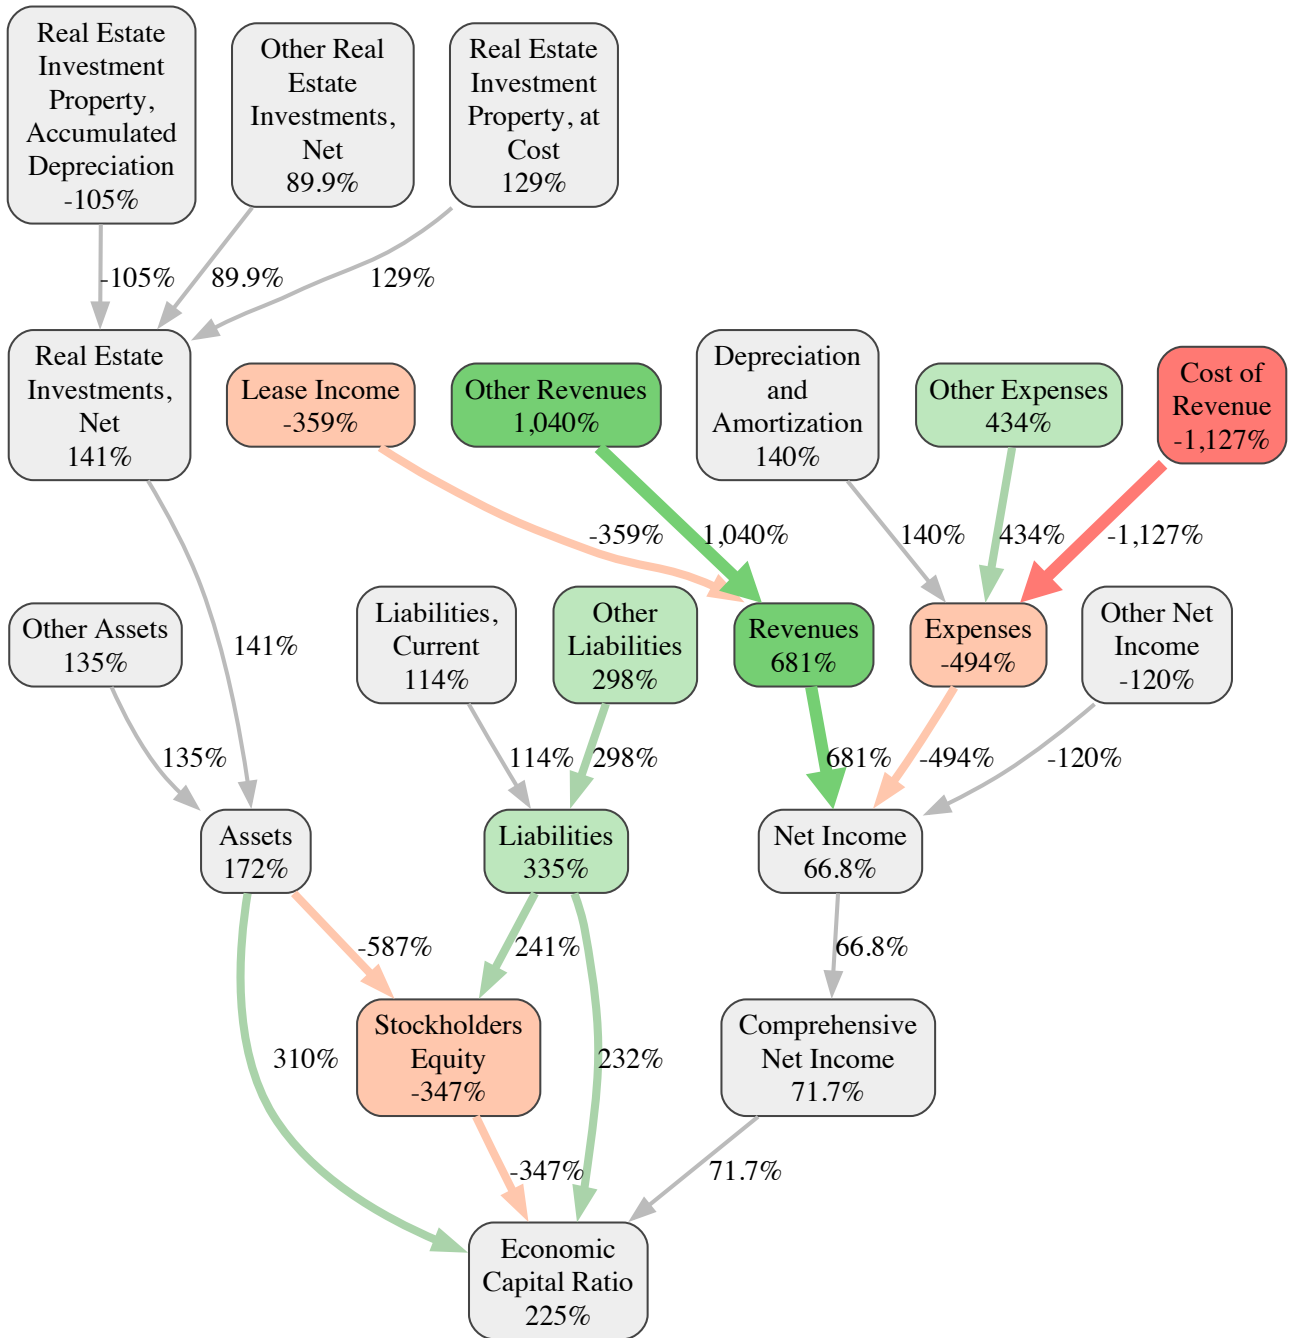 Real Estate
Investment
Property,
Accumulated
Depreciation
-105%
Other Real
Estate
Investments,
Net
89.9%
Real Estate
Investment
Property, at
Cost
129%
-105%
89.9%
129%
Real Estate
Investments,
Net
141%
Lease Income
-359%
Other Revenues
1,040%
Depreciation
and
Amortization
140%
Other Expenses
434%
Cost of
Revenue
-1,127%
-359%
1,040%
140%
434%
-1,127%
Other Assets
135%
141%
Liabilities,
Current
114%
Other
Liabilities
298%
Revenues
681%
Expenses
-494%
Other Net
Income
-120%
135%
114%
298%
681%
-494%
-120%
Assets
172%
Liabilities
335%
Net Income
66.8%
-587%
241%
66.8%
310%
Stockholders
Equity
-347%
232%
Comprehensive
Net Income
71.7%
-347%
71.7%
Economic
Capital Ratio
225%